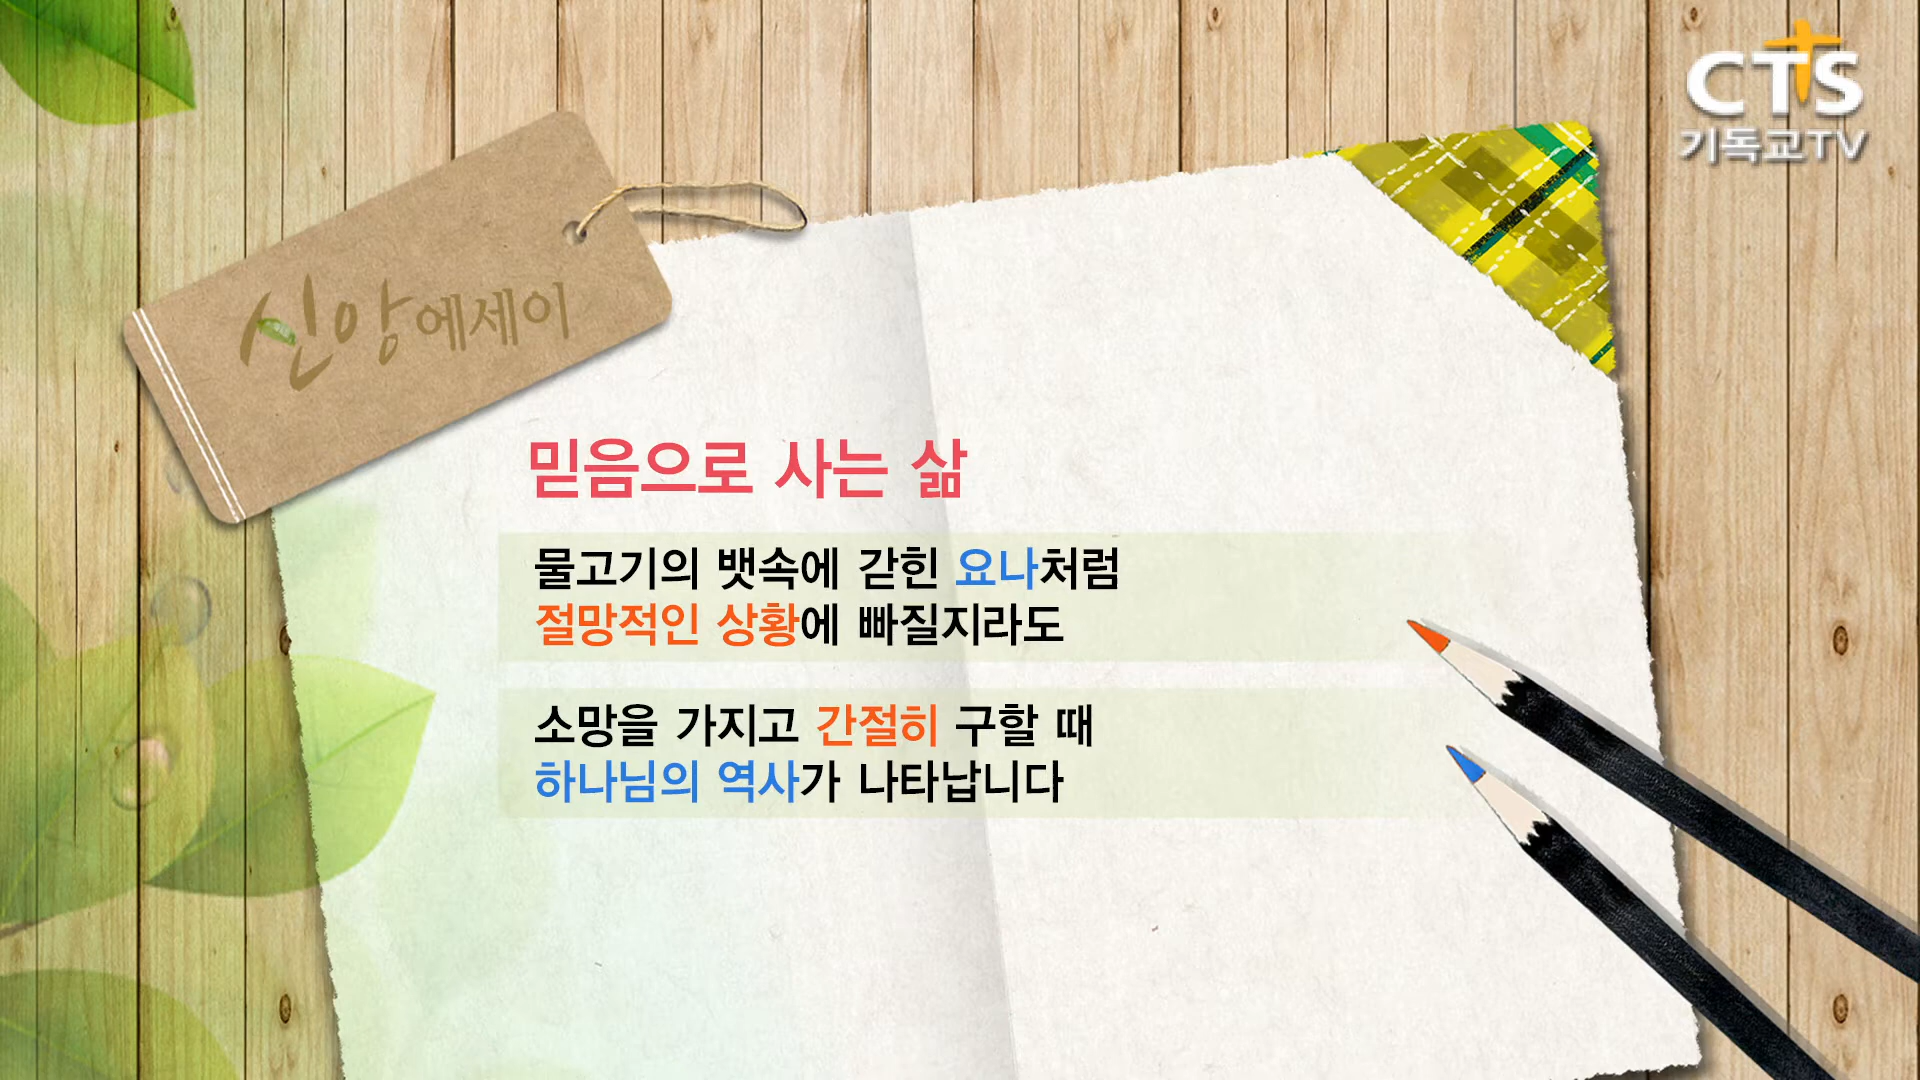 CTS
기독교TV
신앙에세이
믿음으로 사는 삶
물고기의 뱃속에 갇힌 요나처럼
절망적인 상황에 빠질지라도
소망을 가지고 간절히 구할 때
하나님의 역사가 나타납니다